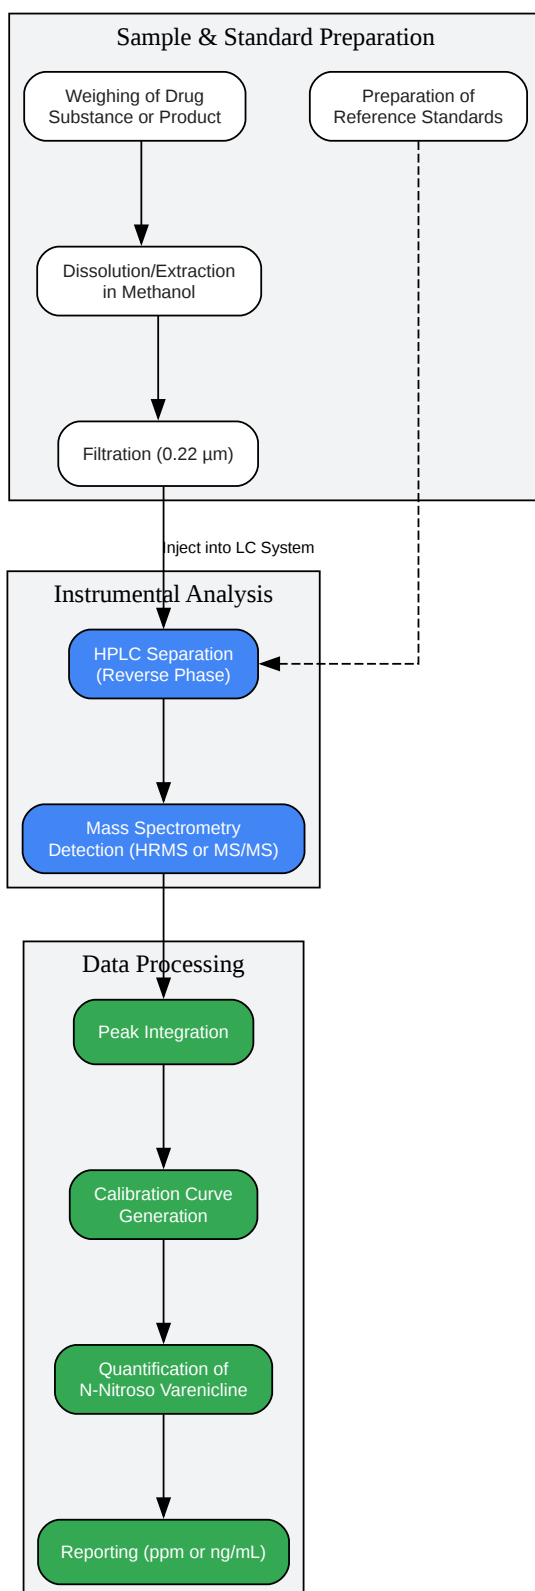 Sample & Standard Preparation
Weighing of Drug
Substance or Product
Preparation of
Reference Standards
Dissolution/Extraction
in Methanol
Filtration (0.22 µm)
Inject into LC System
Instrumental Analysis
HPLC Separation
(Reverse Phase)
Mass Spectrometry
Detection (HRMS or MS/MS)
Data Processing
Peak Integration
Calibration Curve
Generation
Quantification of
N-Nitroso Varenicline
Reporting (ppm or ng/mL)